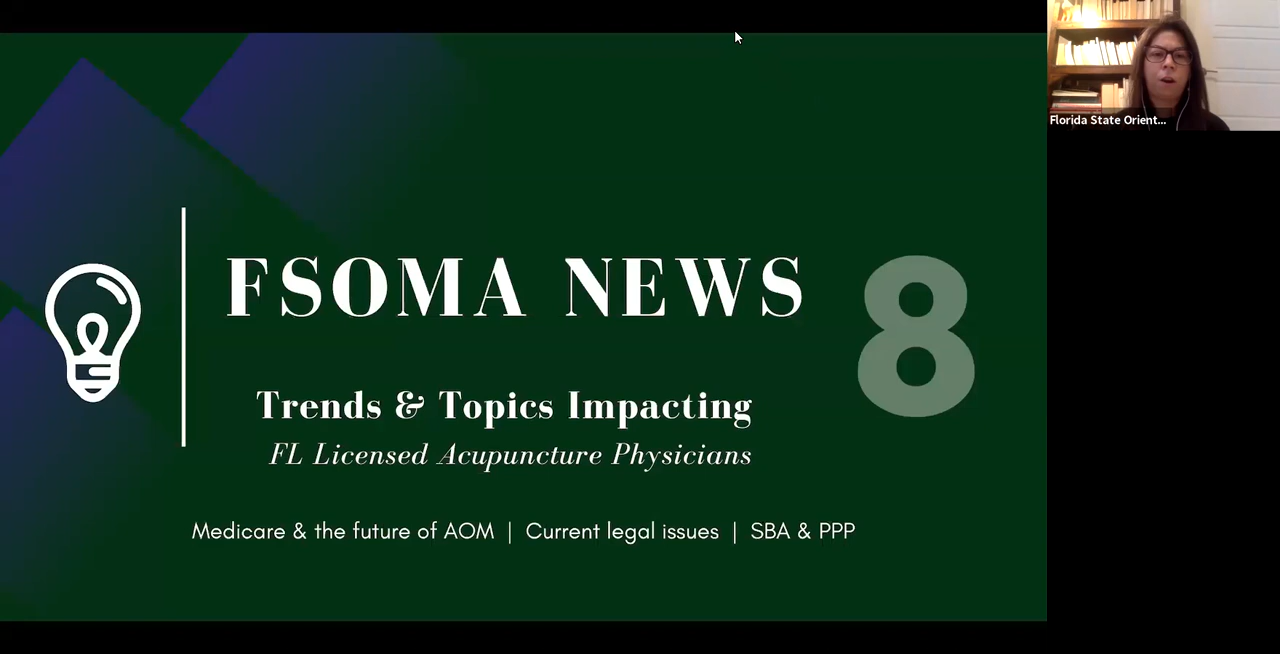 FSOMA NEWS
8
Trends & Topics Impacting
FL Licensed Acupuncture Physicians
Medicare & the future of AOM | Current legal issues | SBA & PPP
Florida State Orient...